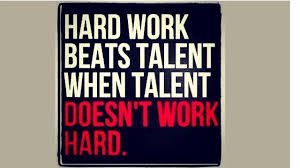 HARD WORK
BEATS TALENT
WHEN TALENT
DOESN'T WORK
HARD.